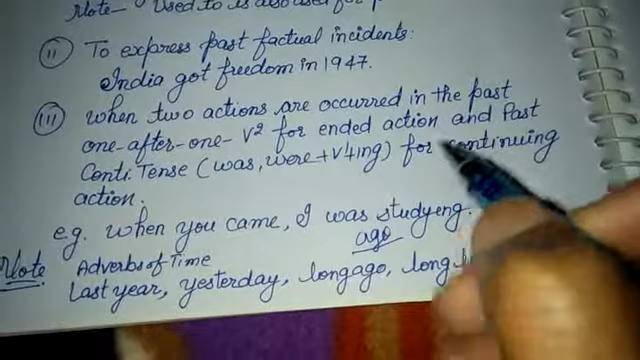 Note- Used to is also used for
(ii) To express past factual incidents:
India got freedom in 1947.
(iii) When two actions are occurred in the past
one-after-one- V² for ended action and Past
Conti. Tense (was, were+V¹+ing) for continuing
action.
e.g. When you came, I was studyeng.
ago
Note Adverbs of Time
Last year, yesterday, longago, long